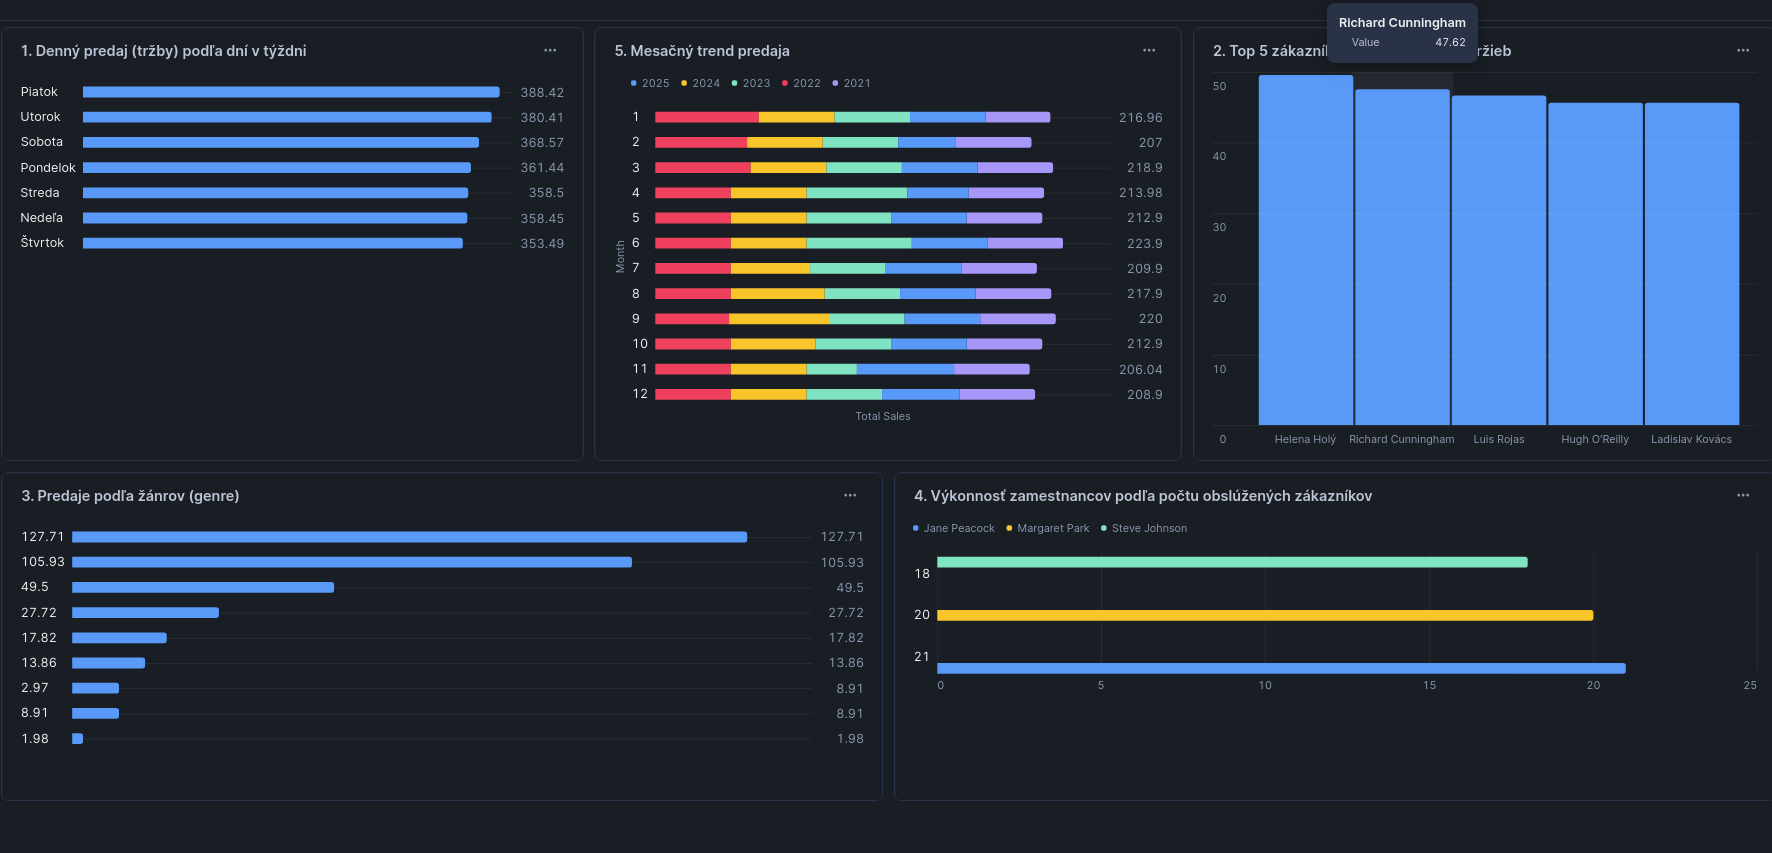 Richard Cunningham
Value 47.62
1. Denný predaj (tržby) podľa dní v týždni
Piatok 388.42
Utorok 380.41
Sobota 368.57
Pondelok 361.44
Streda 358.5
Nedeľa 358.45
Štvrtok 353.49
5. Mesačný trend predaja
2025 2024 2023 2022 2021
Month
1 216.96
2 207
3 218.9
4 213.98
5 212.9
6 223.9
7 209.9
8 217.9
9 220
10 212.9
11 206.04
12 208.9
Total Sales
2. Top 5 zákazní ržieb
50
40
30
20
10
0
Helena Holý Richard Cunningham Luis Rojas Hugh O'Reilly Ladislav Kovács
3. Predaje podľa žánrov (genre)
127.71 127.71
105.93 105.93
49.5 49.5
27.72 27.72
17.82 17.82
13.86 13.86
2.97 8.91
8.91 8.91
1.98 1.98
4. Výkonnosť zamestnancov podľa počtu obslúžených zákazníkov
Jane Peacock Margaret Park Steve Johnson
18
20
21
0 5 10 15 20 25